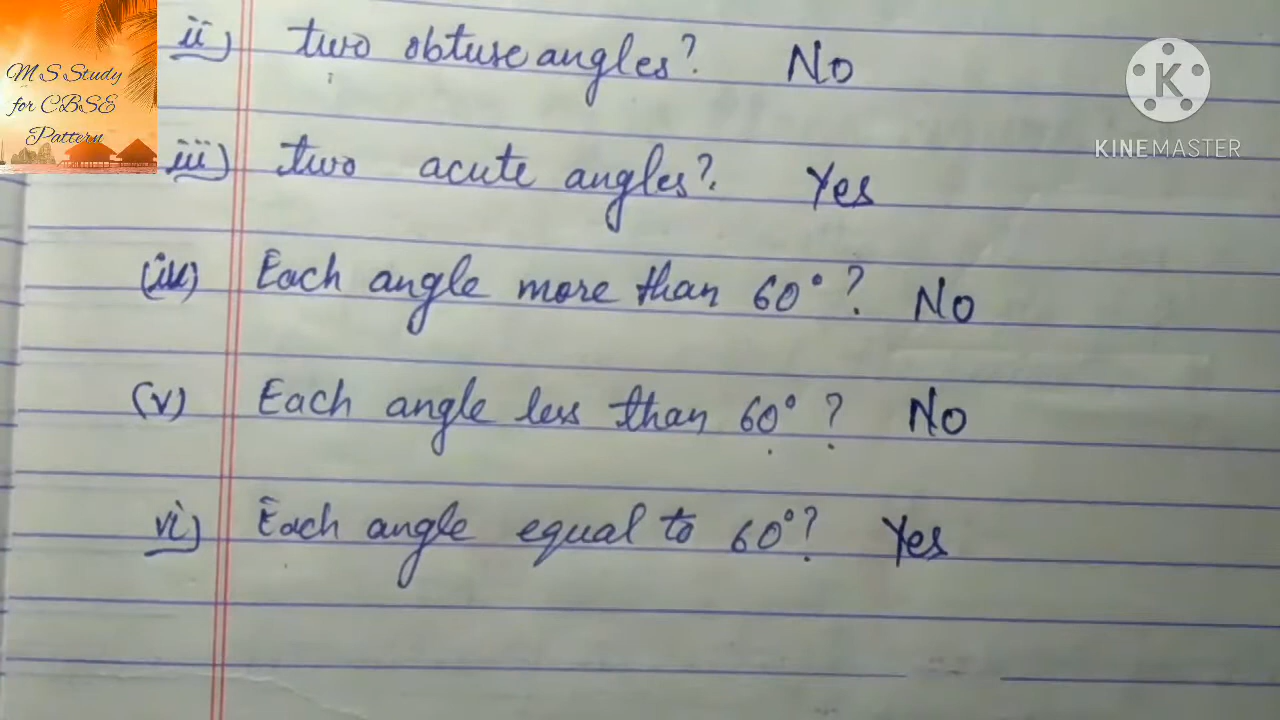 MS Study
for CBSE
Pattern
KINEMASTER
ii) two obtuse angles? No
iii) two acute angles? Yes
(iv) Each angle more than 60°? No
(v) Each angle less than 60°? No
vi) Each angle equal to 60°? Yes